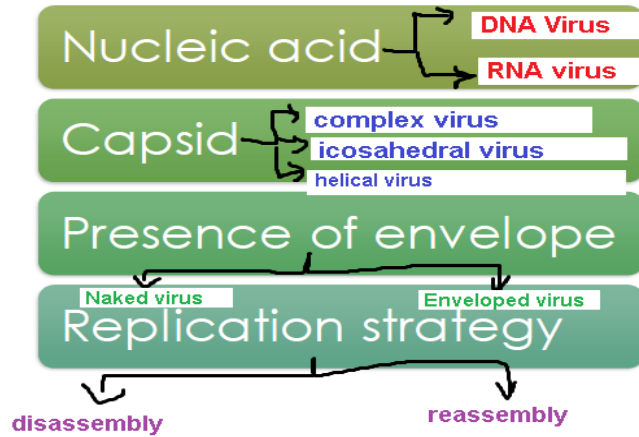 Nucleic acid
DNA Virus
RNA virus
Capsid
complex virus
icosahedral virus
helical virus
Presence of envelope
Naked virus
Enveloped virus
Replication strategy
disassembly
reassembly